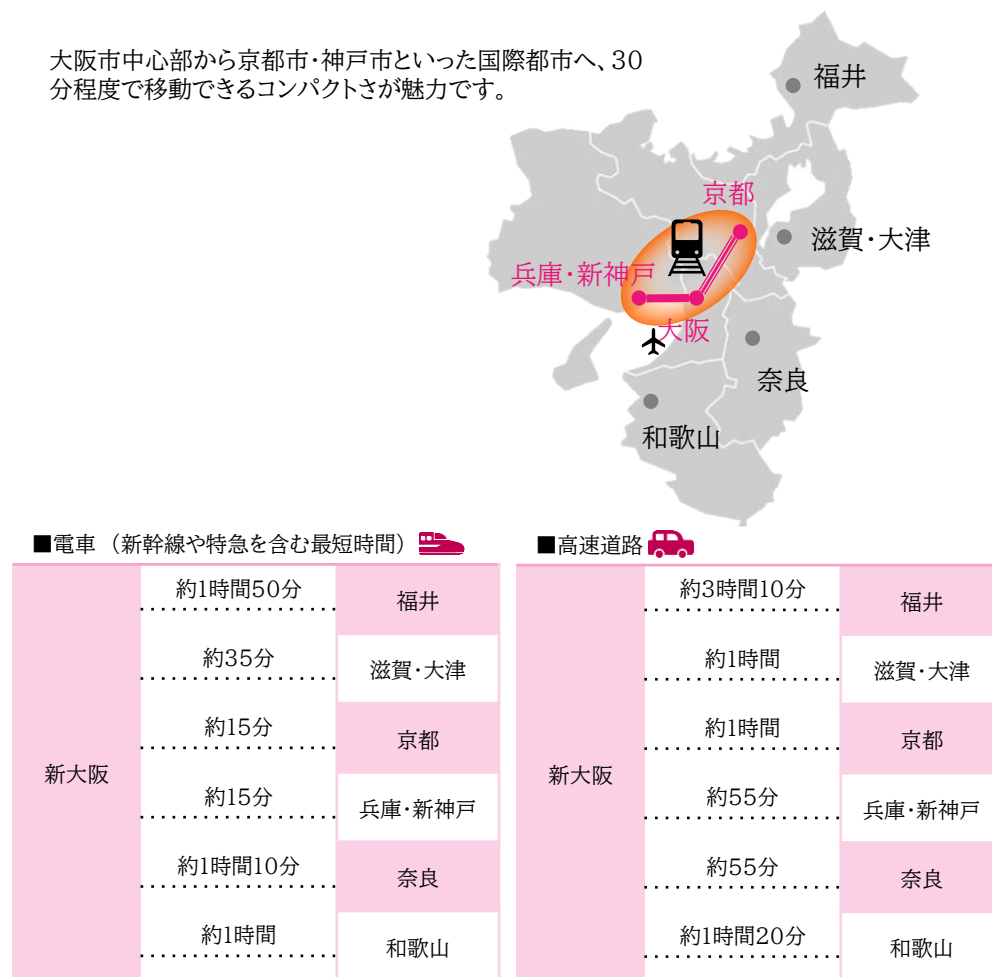 大阪市中心部から京都市・神戸市といった国際都市へ、30
分程度で移動できるコンパクトさが魅力です。
福井
京都
滋賀・大津
兵庫・新神戸
大阪
奈良
和歌山
■電車 （新幹線や特急を含む最短時間）
新大阪
約1時間50分 福井
約35分 滋賀・大津
約15分 京都
約15分 兵庫・新神戸
約1時間10分 奈良
約1時間 和歌山
■高速道路
新大阪
約3時間10分 福井
約1時間 滋賀・大津
約1時間 京都
約55分 兵庫・新神戸
約55分 奈良
約1時間20分 和歌山